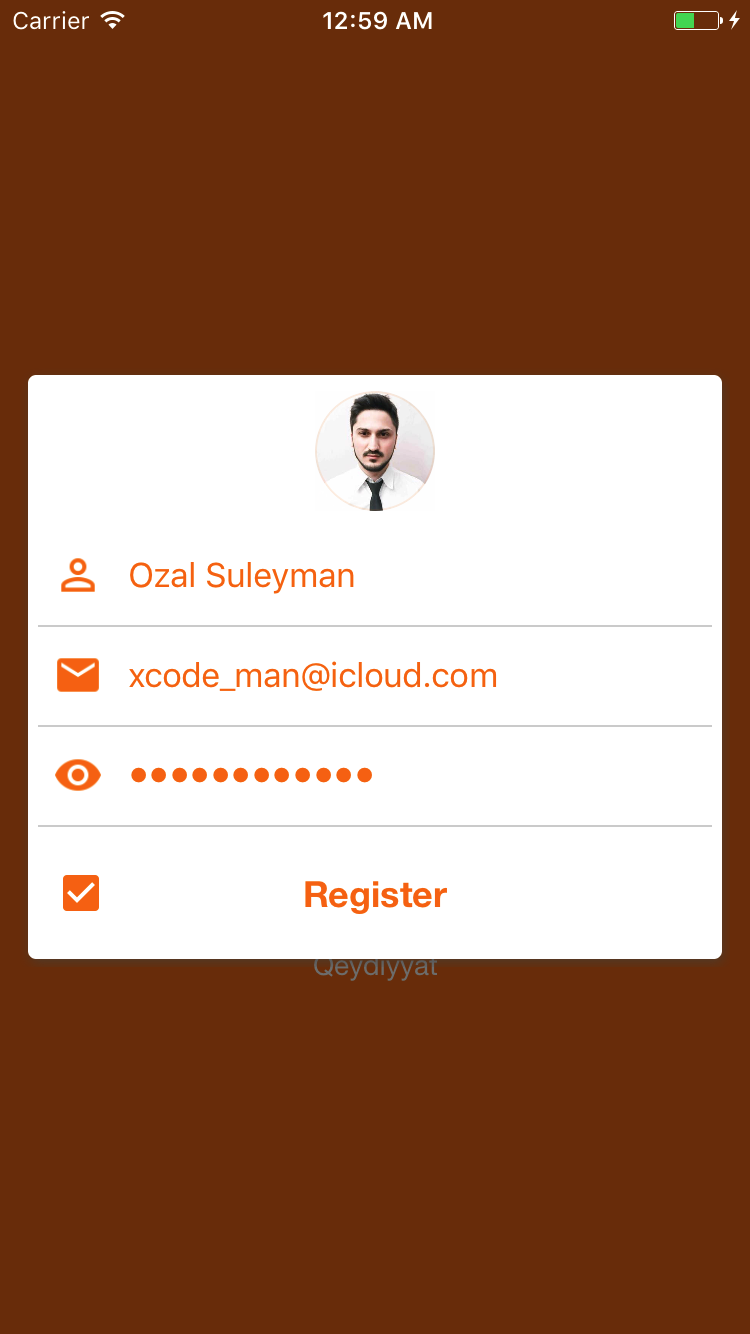 Carrier 12:59 AM
Ozal Suleyman
xcode_man@icloud.com
●●●●●●●●●●●●
Register
Qeydiyyat